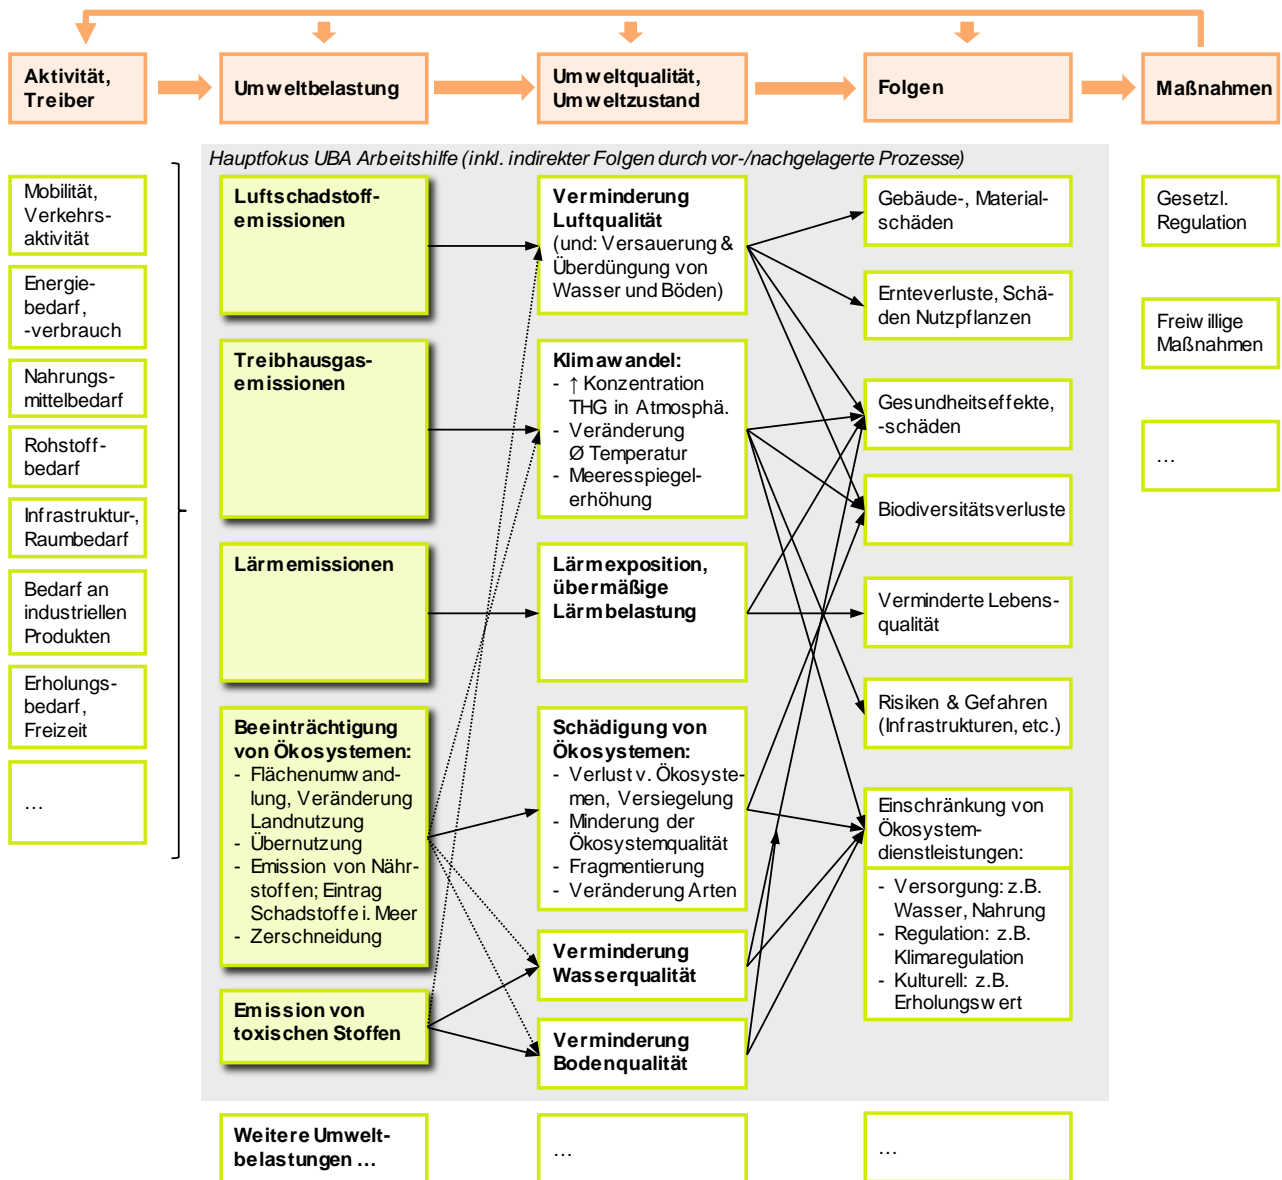 Aktivität,
Treiber
Umweltbelastung
Umweltqualität,
Umweltzustand
Folgen
Maßnahmen
Hauptfokus UBA Arbeitshilfe (inkl. indirekter Folgen durch vor-/nachgelagerte Prozesse)
Mobilität,
Verkehrs-
aktivität
Energie-
bedarf,
-verbrauch
Nahrungs-
mittelbedarf
Rohstoff-
bedarf
Infrastruktur-,
Raumbedarf
Bedarf an
industriellen
Produkten
Erholungs-
bedarf,
Freizeit
…
Luftschadstoff-
emissionen
Treibhausgas-
emissionen
Lärmemissionen
Beeinträchtigung
von Ökosystemen:
- Flächenumwand-
lung, Veränderung
Landnutzung
- Übernutzung
- Emission von Nähr-
stoffen; Eintrag
Schadstoffe i. Meer
- Zerschneidung
Emission von
toxischen Stoffen
Weitere Umwelt-
belastungen …
Verminderung
Luftqualität
(und: Versauerung &
Überdüngung von
Wasser und Böden)
Klimawandel:
- ↑ Konzentration
THG in Atmosphä.
- Veränderung
Ø Temperatur
- Meeresspiegel-
erhöhung
Lärmexposition,
übermäßige
Lärmbelastung
Schädigung von
Ökosystemen:
- Verlust v. Ökosyste-
men, Versiegelung
- Minderung der
Ökosystemqualität
- Fragmentierung
- Veränderung Arten
Verminderung
Wasserqualität
Verminderung
Bodenqualität
…
Gebäude-, Material-
schäden
Ernteverluste, Schä-
den Nutzpflanzen
Gesundheitseffekte,
-schäden
Biodiversitätsverluste
Verminderte Lebens-
qualität
Risiken & Gefahren
(Infrastrukturen, etc.)
Einschränkung von
Ökosystem-
dienstleistungen:
- Versorgung: z.B.
Wasser, Nahrung
- Regulation: z.B.
Klimaregulation
- Kulturell: z.B.
Erholungswert
…
Gesetzl.
Regulation
Freiwillige
Maßnahmen
…